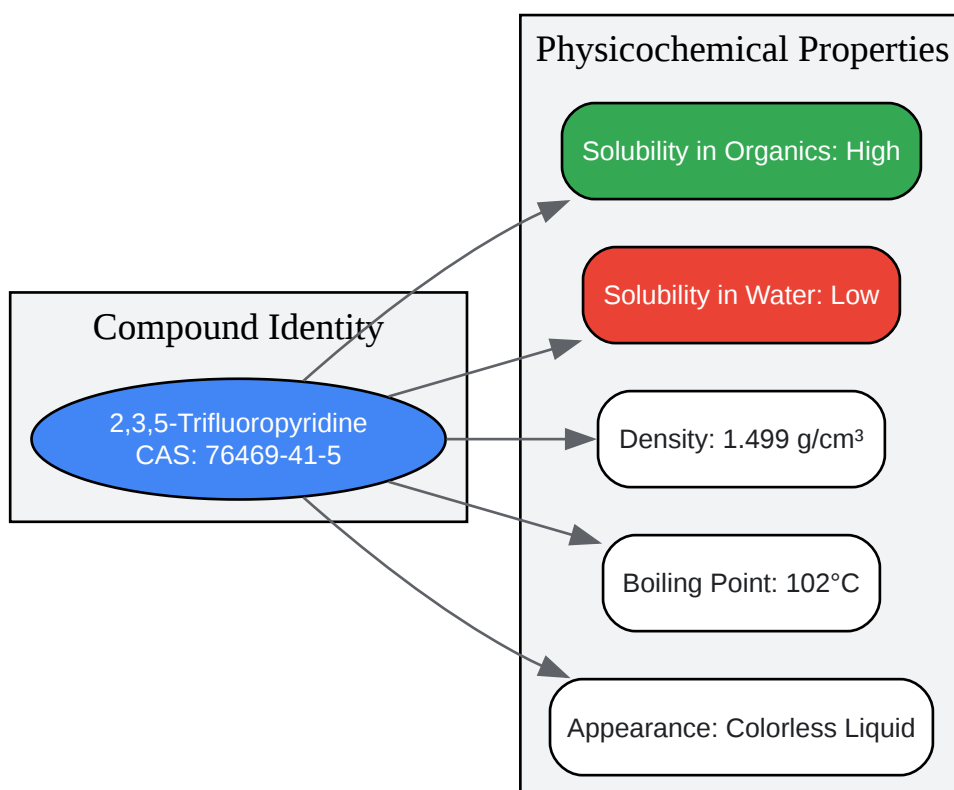 Physicochemical Properties
Solubility in Organics: High
Solubility in Water: Low
Compound Identity
2,3,5-Trifluoropyridine
CAS: 76469-41-5
Density: 1.499 g/cm³
Boiling Point: 102°C
Appearance: Colorless Liquid